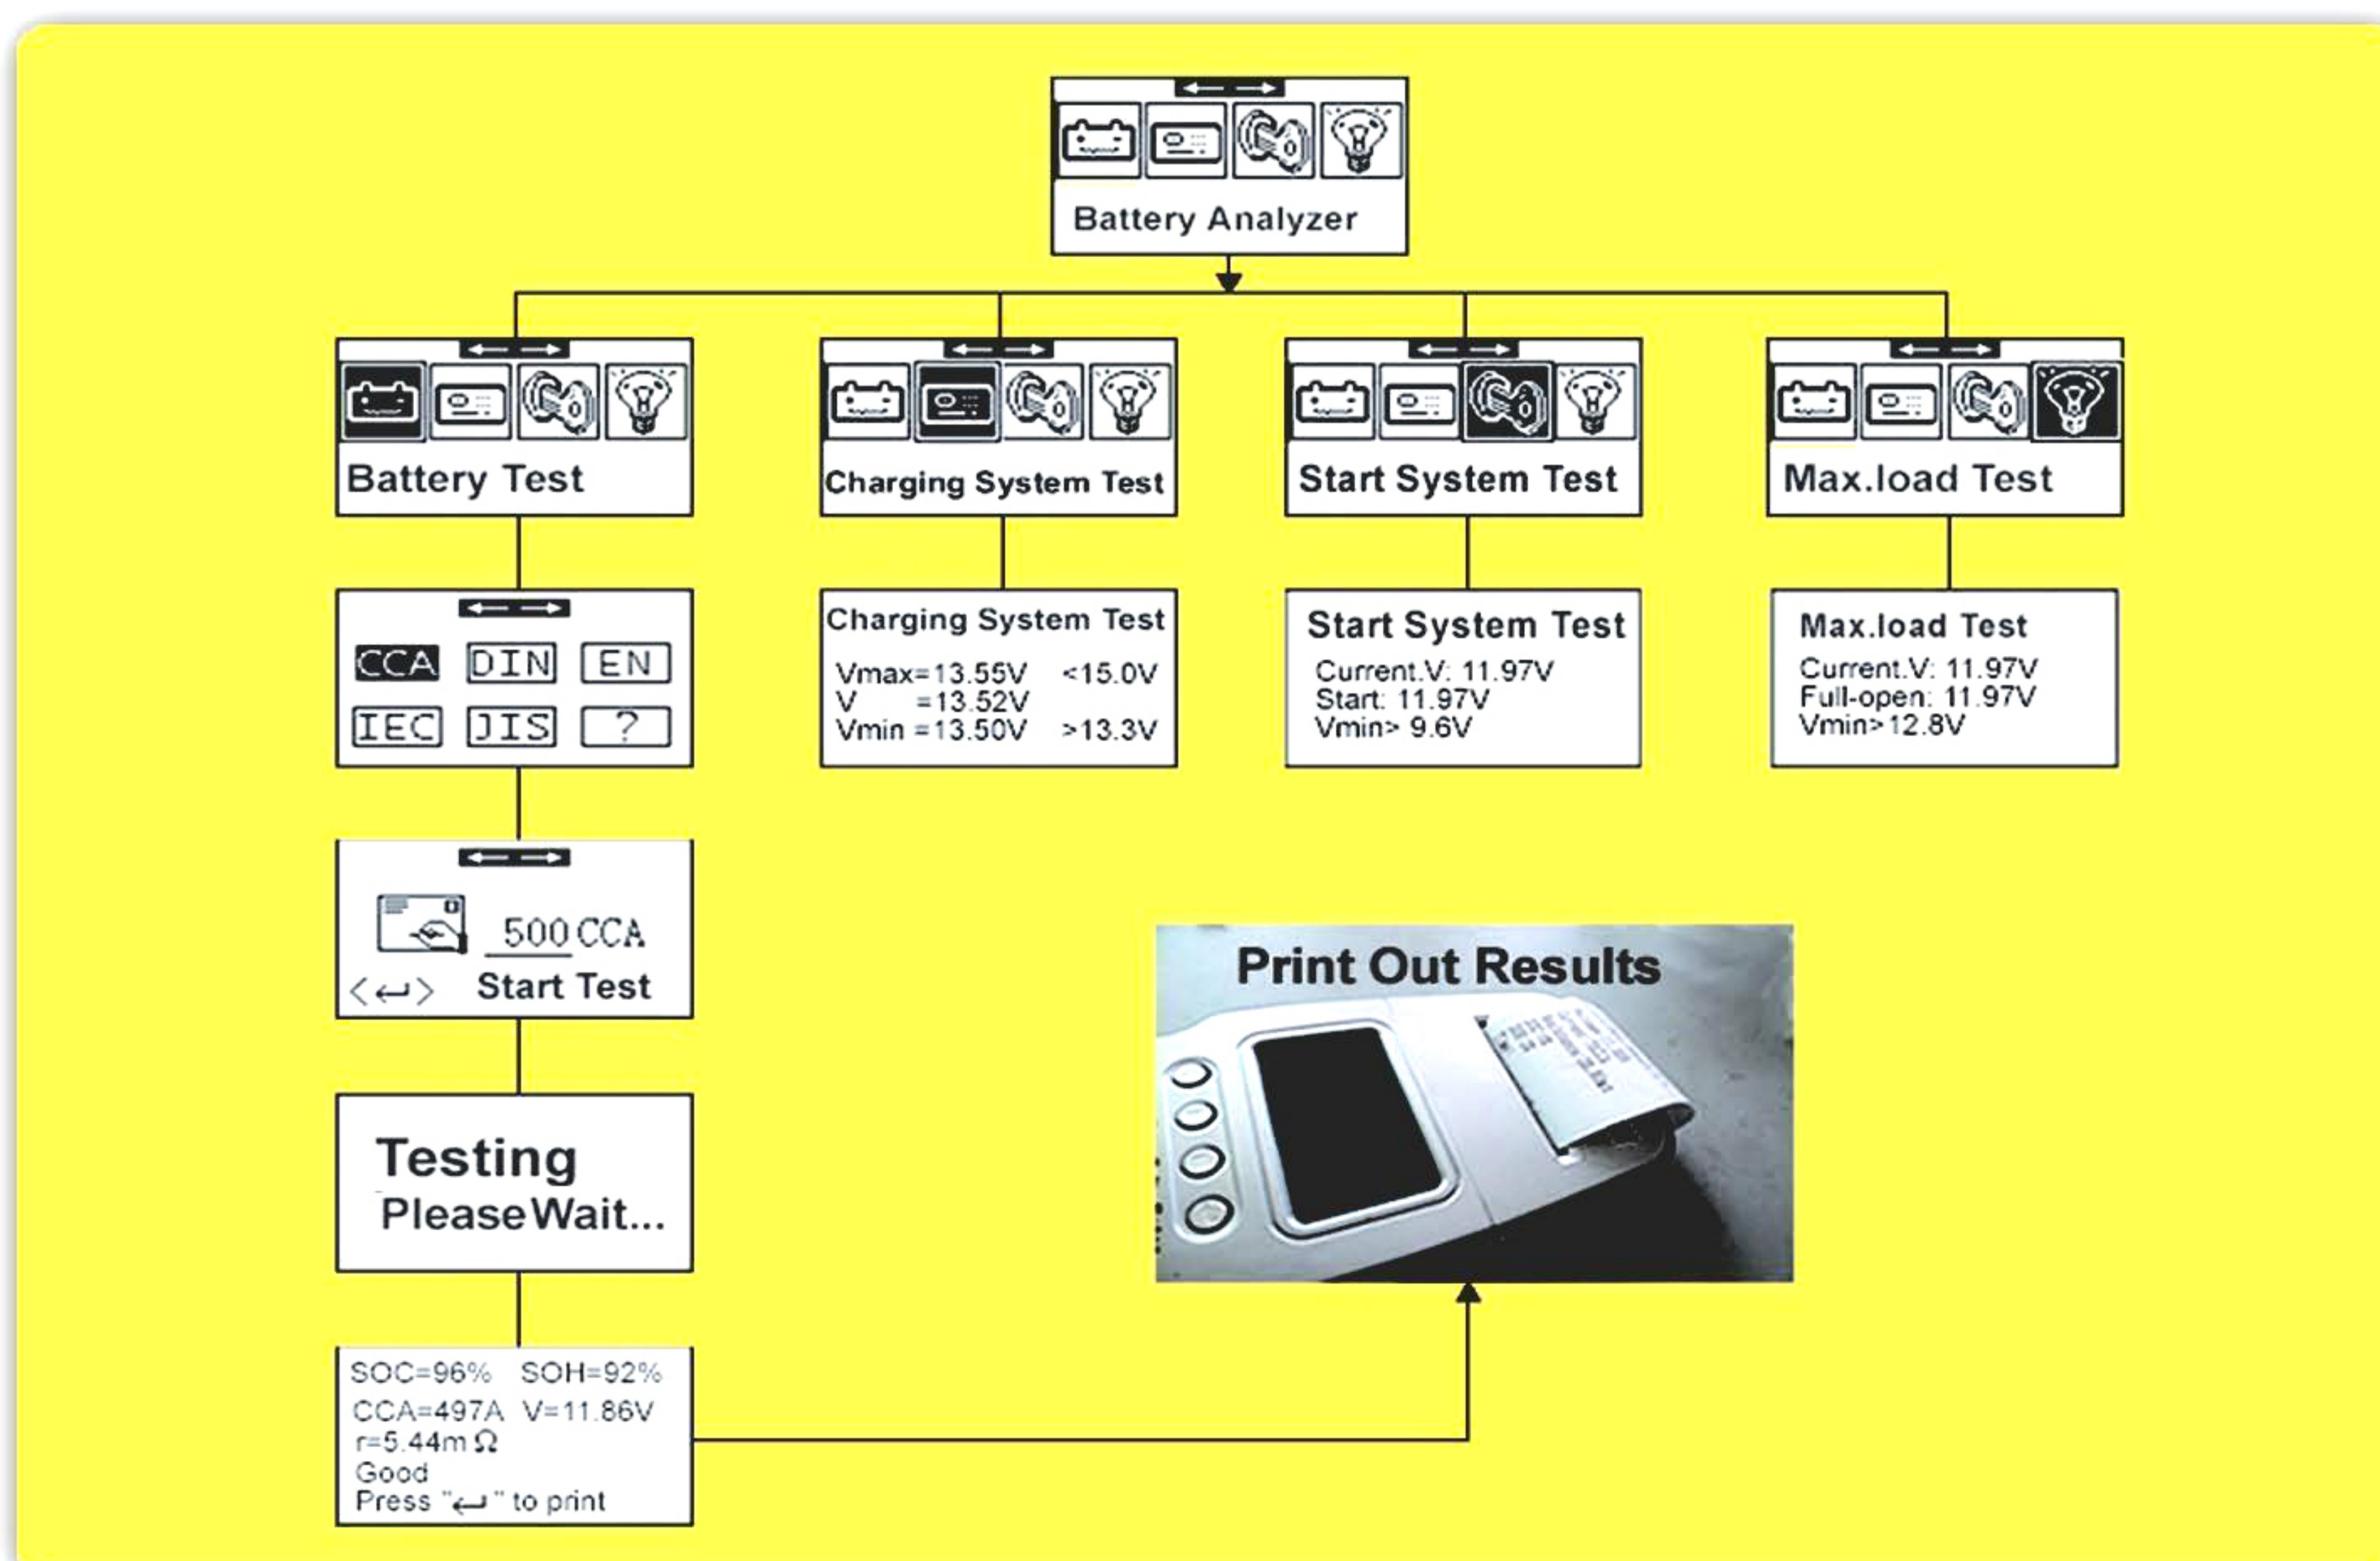 Battery Analyzer
Battery Test
Charging System Test
Start System Test
Max.load Test
CCA DIN EN
IEC JIS ?
Charging System Test
Vmax=13.55V <15.0V
V =13.52V
Vmin =13.50V >13.3V
Start System Test
Current.V: 11.97V
Start: 11.97V
Vmin> 9.6V
Max.load Test
Current.V: 11.97V
Full-open: 11.97V
Vmin>12.8V
500 CCA
<↵> Start Test
Testing
Please Wait...
SOC=96% SOH=92%
CCA=497A V=11.86V
r=5.44mΩ
Good
Press "↵" to print
Print Out Results